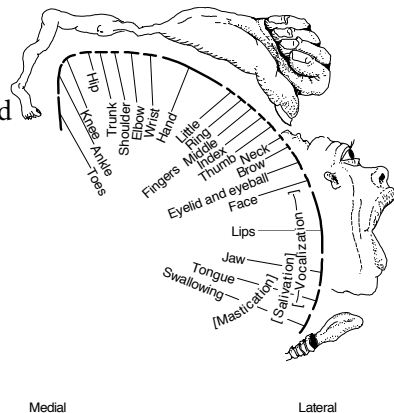 d
Toes
Ankle
Knee
Hip
Trunk
Shoulder
Elbow
Wrist
Hand
Little
Ring
Middle
Index
Thumb
Fingers
Neck
Brow
Eyelid and eyeball
Face
Lips
Jaw
Tongue
Swallowing
[Mastication]
[Salivation]
[Vocalization]
Medial
Lateral